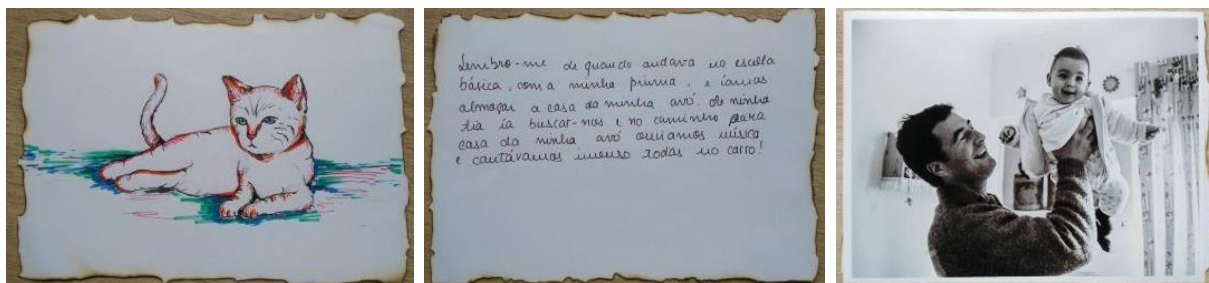 Lembro-me de quando andava na escola
básica, com a minha prima, e íamos
almoçar a casa da minha avó. A minha
tia ía buscar-nos e no caminho para
casa da minha avó ouvíamos música
e cantávamos imenso todas no carro!